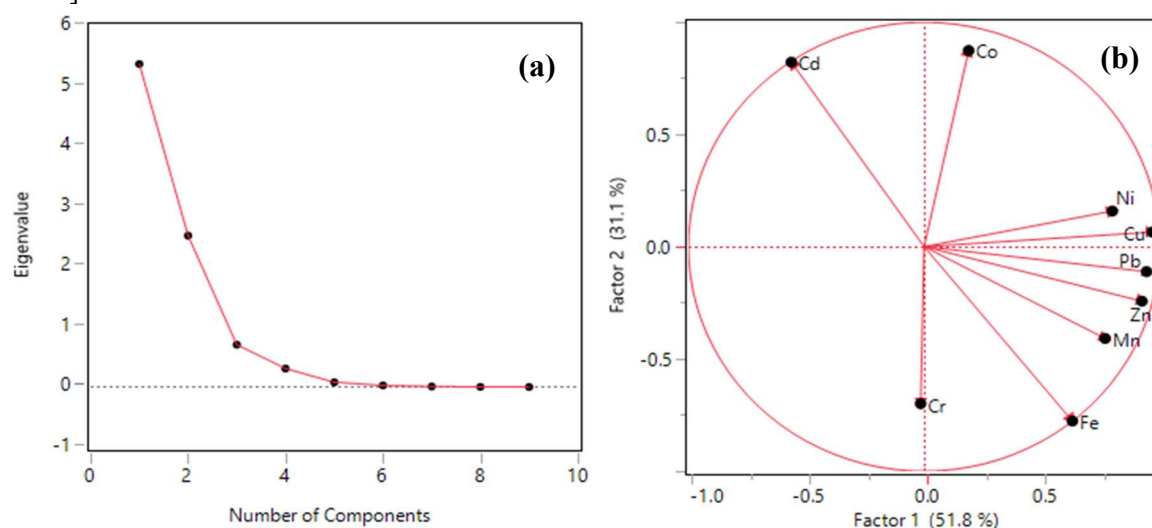 (a)
6
5
4
3
2
1
0
-1
0 2 4 6 8 10
Eigenvalue
Number of Components
(b)
0.5
0.0
-0.5
-1.0 -0.5 0.0 0.5
Factor 2 (31.1 %)
Factor 1 (51.8 %)
Cd
Co
Ni
Cu
Pb
Zn
Mn
Fe
Cr